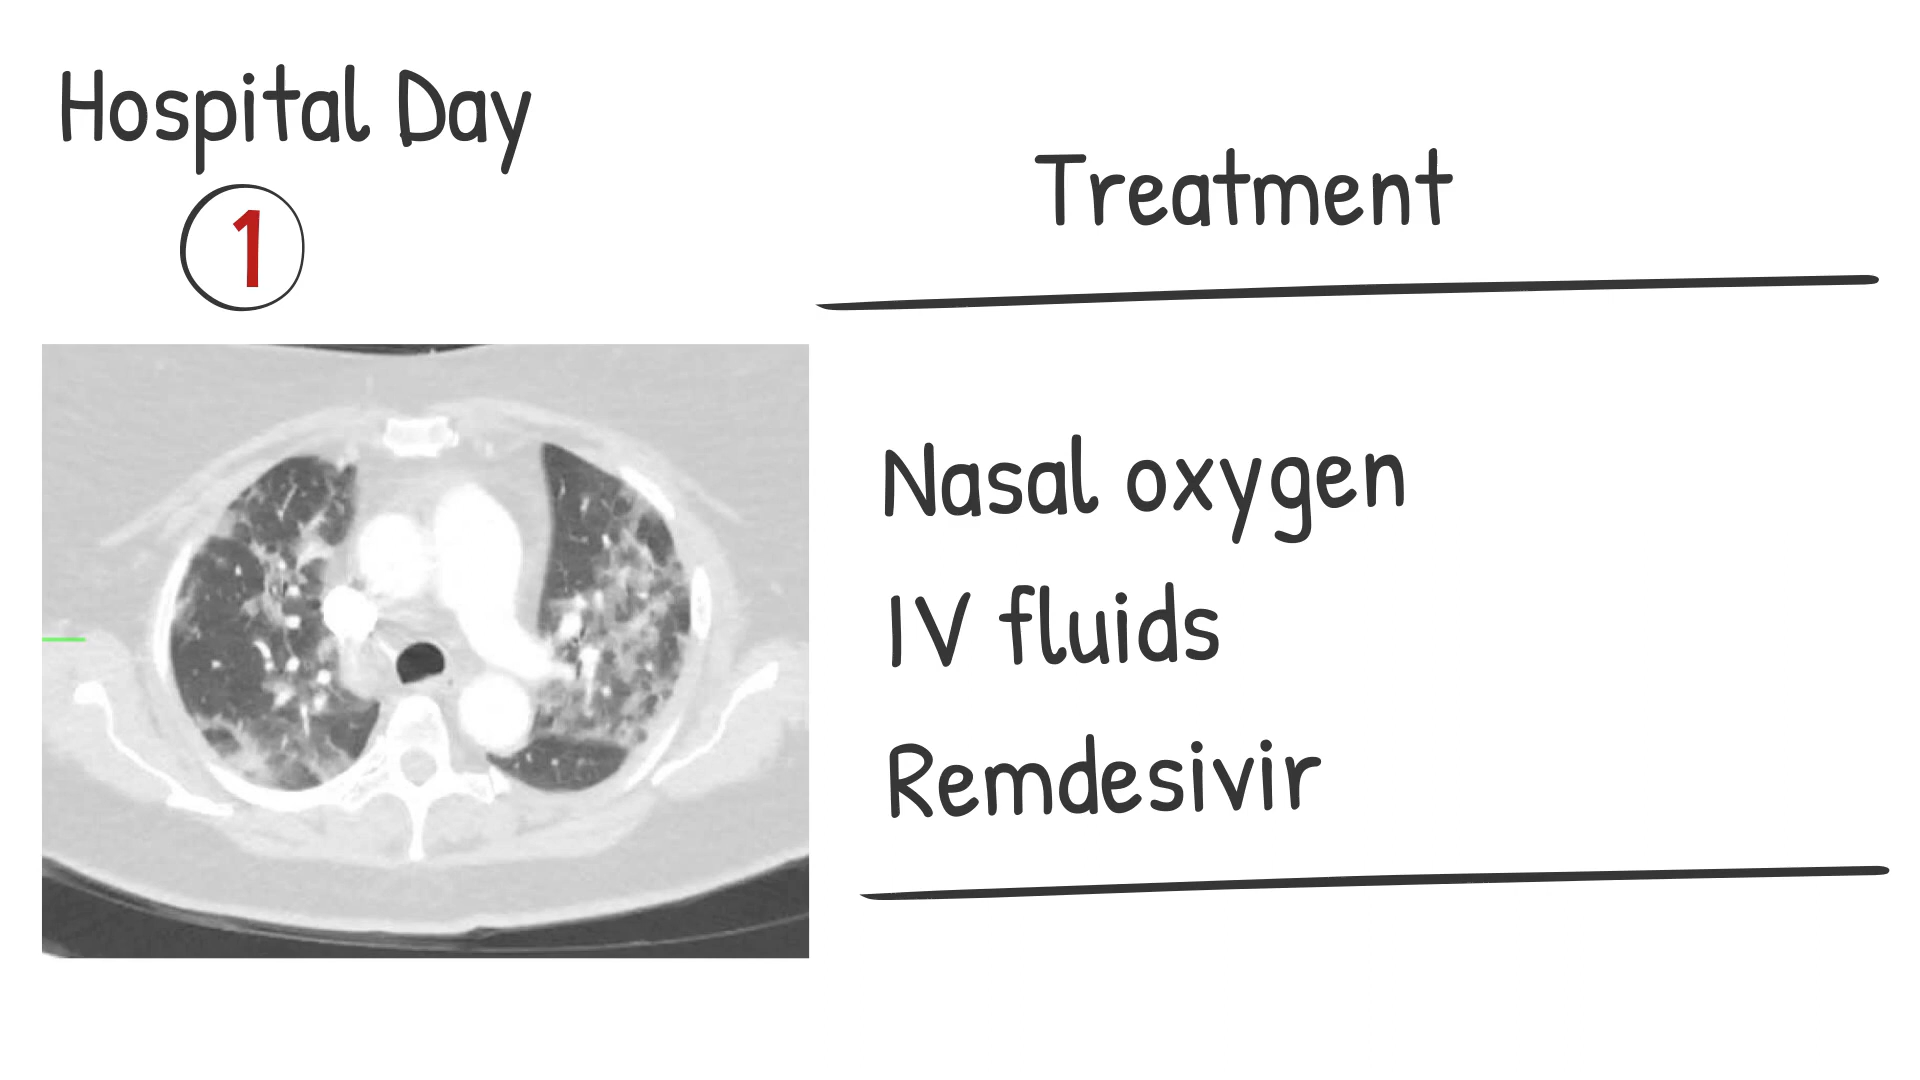 Hospital Day
1
Treatment
Nasal oxygen
IV fluids
Remdesivir